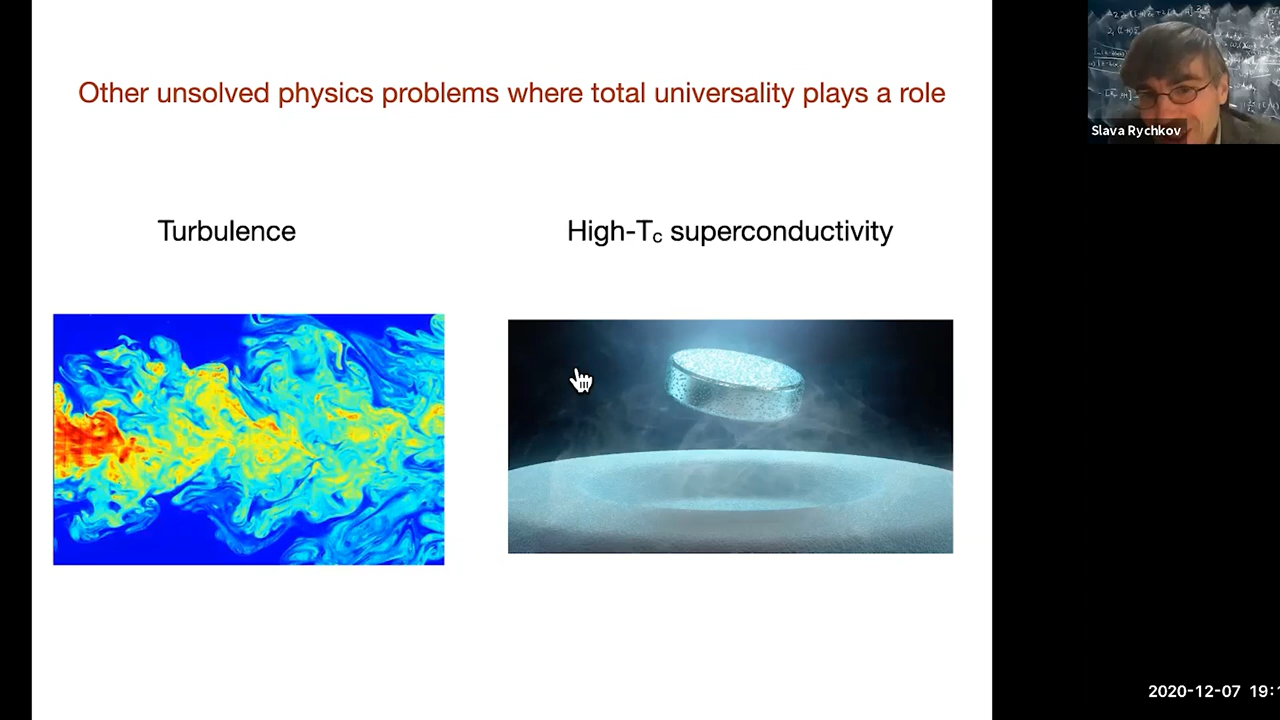 Other unsolved physics problems where total universality plays a role
Turbulence
High-Tc superconductivity
Slava Rychkov
2020-12-07 19: